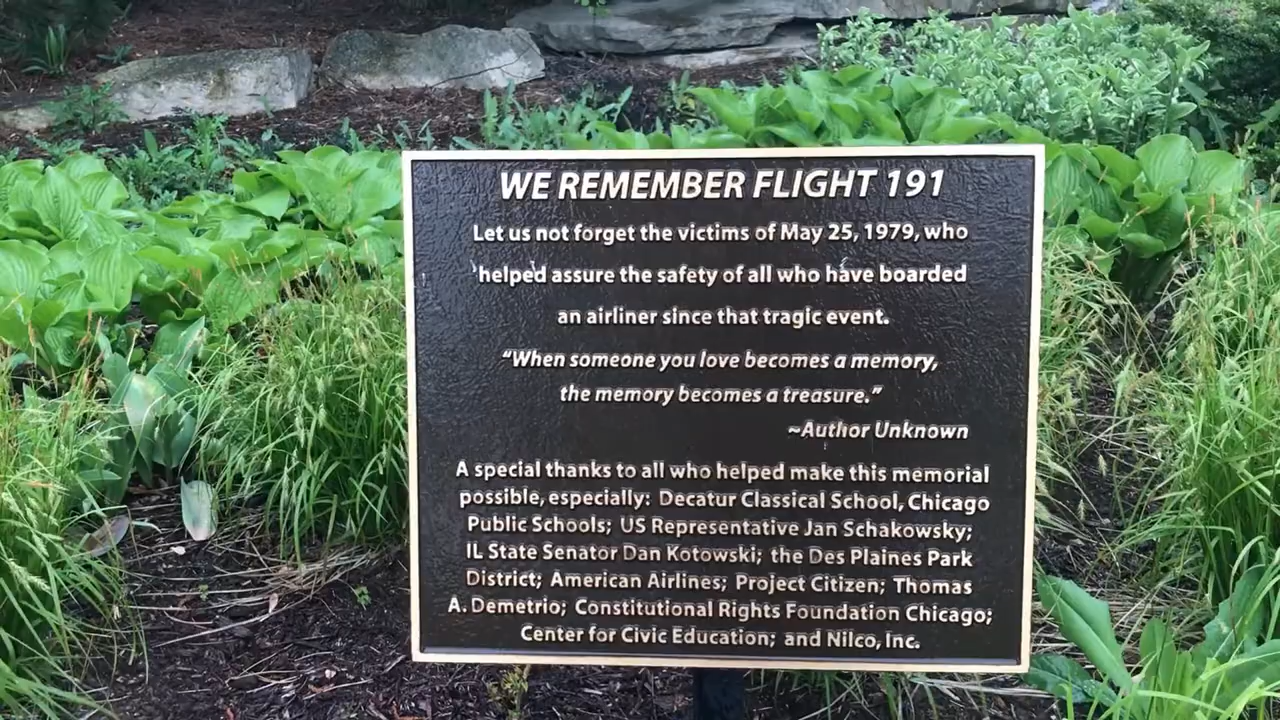 WE REMEMBER FLIGHT 191
Let us not forget the victims of May 25, 1979, who
helped assure the safety of all who have boarded
an airliner since that tragic event.
“When someone you love becomes a memory,
the memory becomes a treasure.”
~Author Unknown
A special thanks to all who helped make this memorial
possible, especially: Decatur Classical School, Chicago
Public Schools; US Representative Jan Schakowsky;
IL State Senator Dan Kotowski; the Des Plaines Park
District; American Airlines; Project Citizen; Thomas
A. Demetrio; Constitutional Rights Foundation Chicago;
Center for Civic Education; and Nilco, Inc.